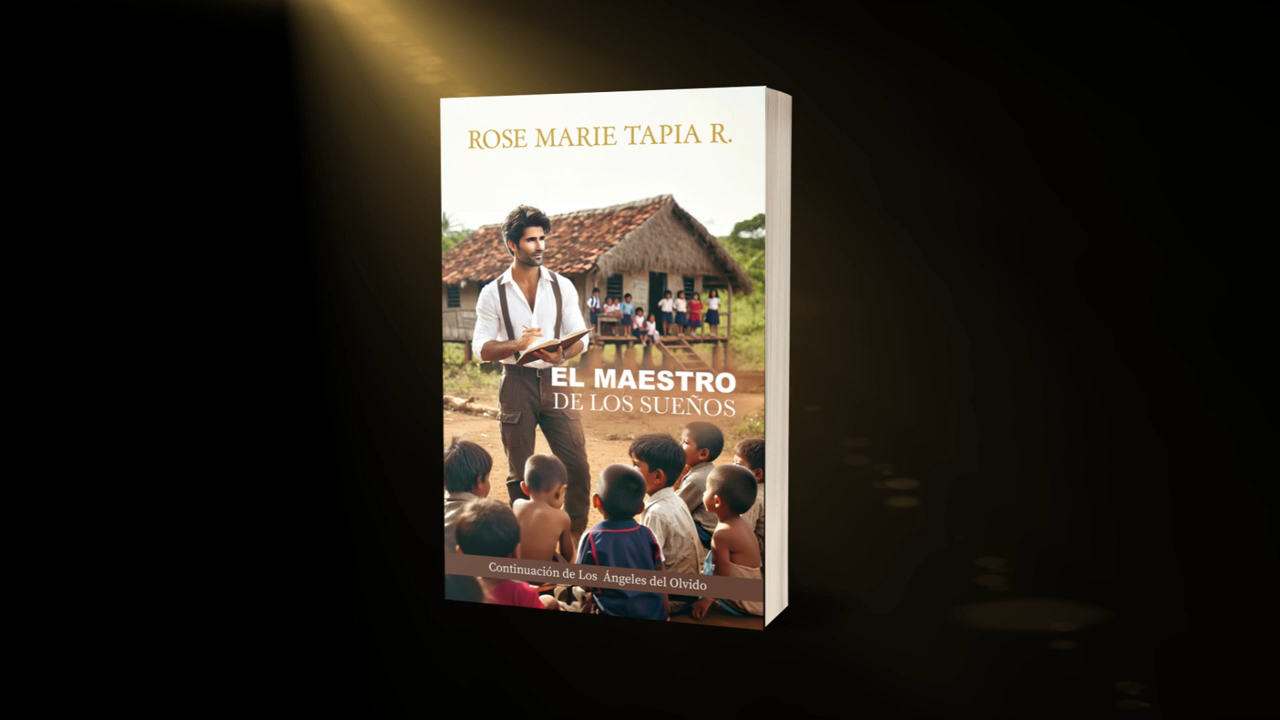 ROSE MARIE TAPIA R.
EL MAESTRO
DE LOS SUEÑOS
Continuación de Los Ángeles del Olvido